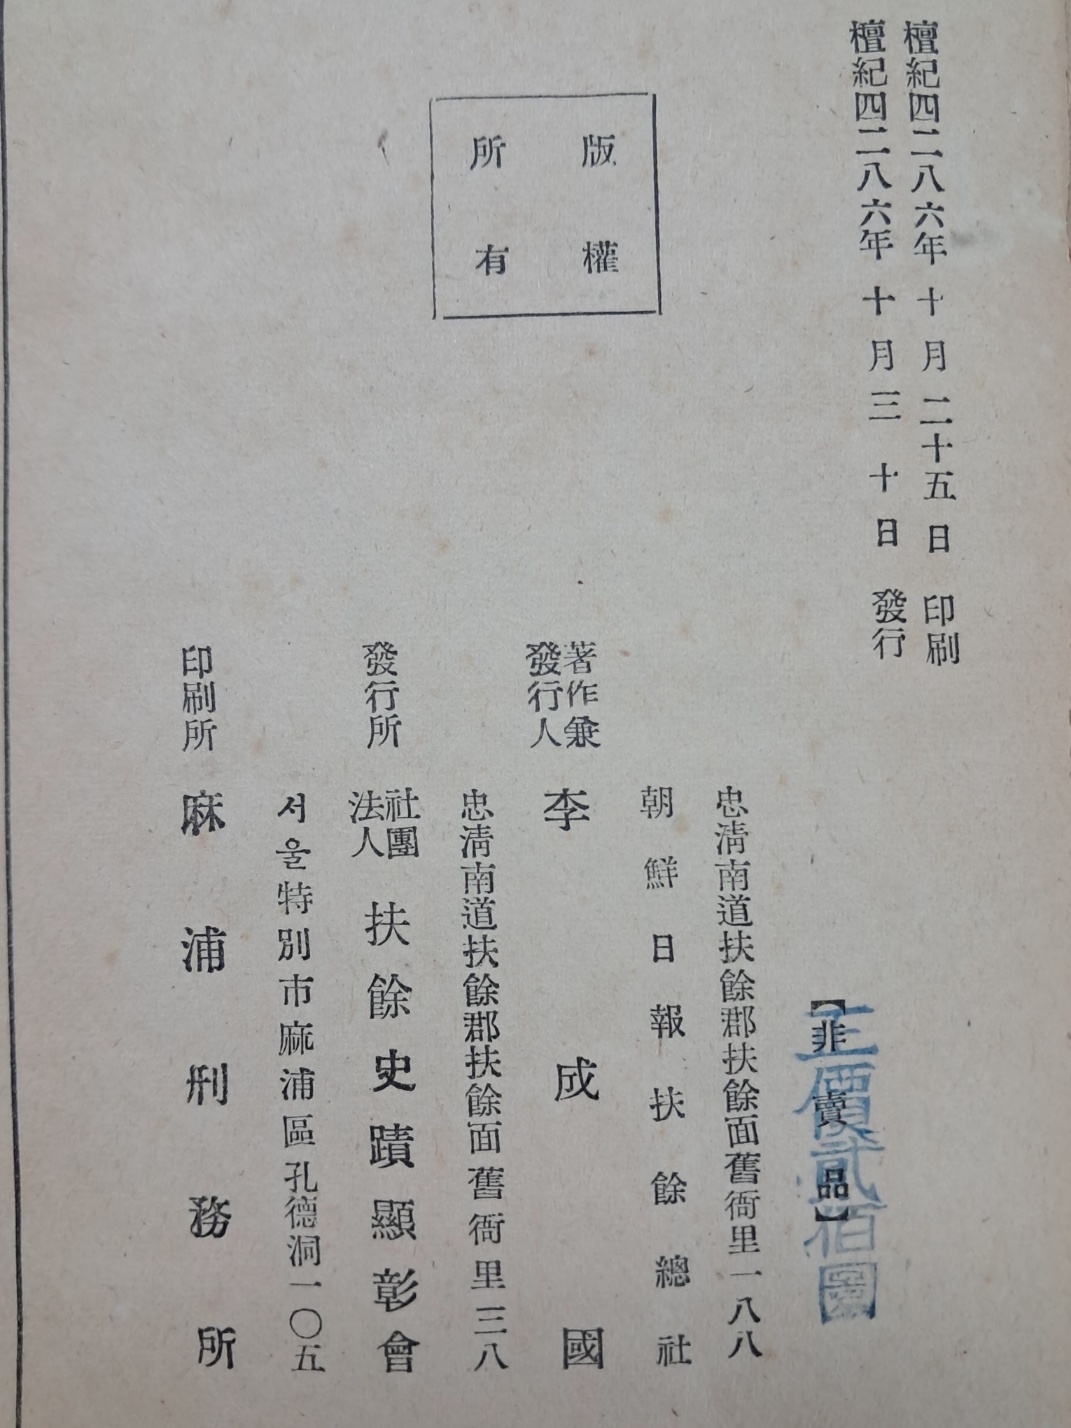 檀紀四二八六年十月二十五日 印刷
檀紀四二八六年十月三十日 發行
版權
所有
【非賣品】
正價貳佰圜
忠淸南道扶餘郡扶餘面舊衙里一八八
朝鮮日報扶餘總社
著作兼
發行人
李成國
忠淸南道扶餘郡扶餘面舊衙里三八
發行所
社團
法人
扶餘史蹟顯彰會
서울特別市麻浦區孔德洞一〇五
印刷所 麻浦刑務所